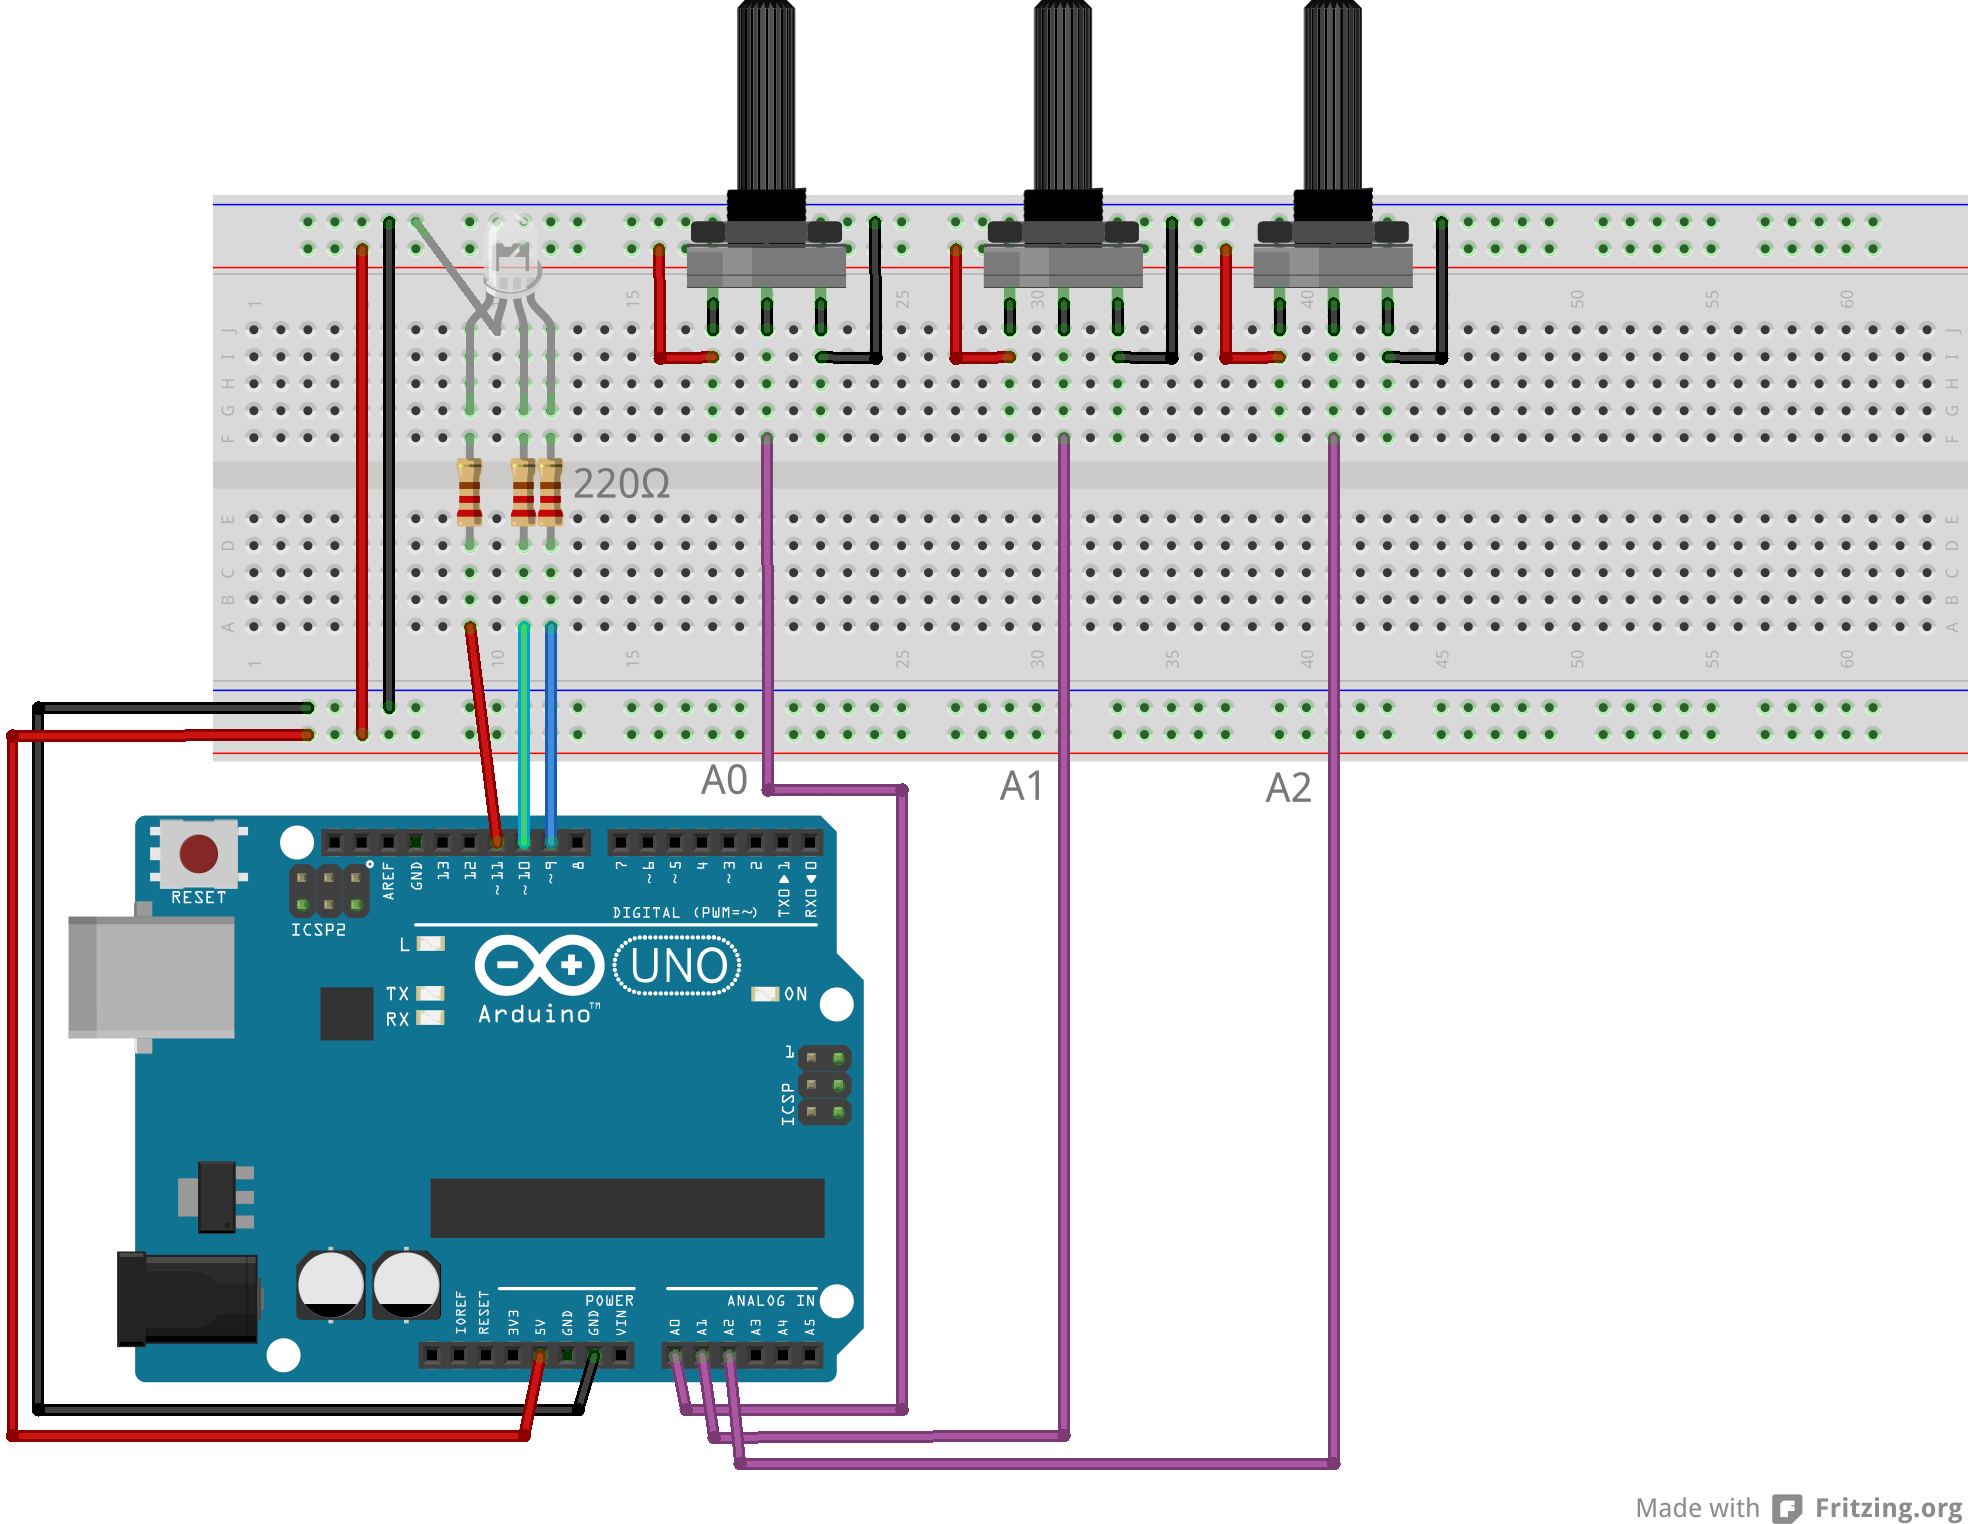 1 15 25 30 40 50 55 60
J J
I I
H H
G G
F F
220Ω
E E
D D
C C
B B
A A
1 10 15 25 30 35 40 45 50 55 60
A0 A1 A2
RESET
AREF GND 13 12 ~11 ~10 ~9 8 7 ~6 ~5 4 ~3 2 TX0▶1 RX0◀0
ICSP2
DIGITAL (PWM=~)
L
UNO
TX ON
RX Arduino™
1
ICSP
POWER ANALOG IN
IOREF RESET 3V3 5V GND GND VIN A0 A1 A2 A3 A4 A5
Made with Fritzing.org